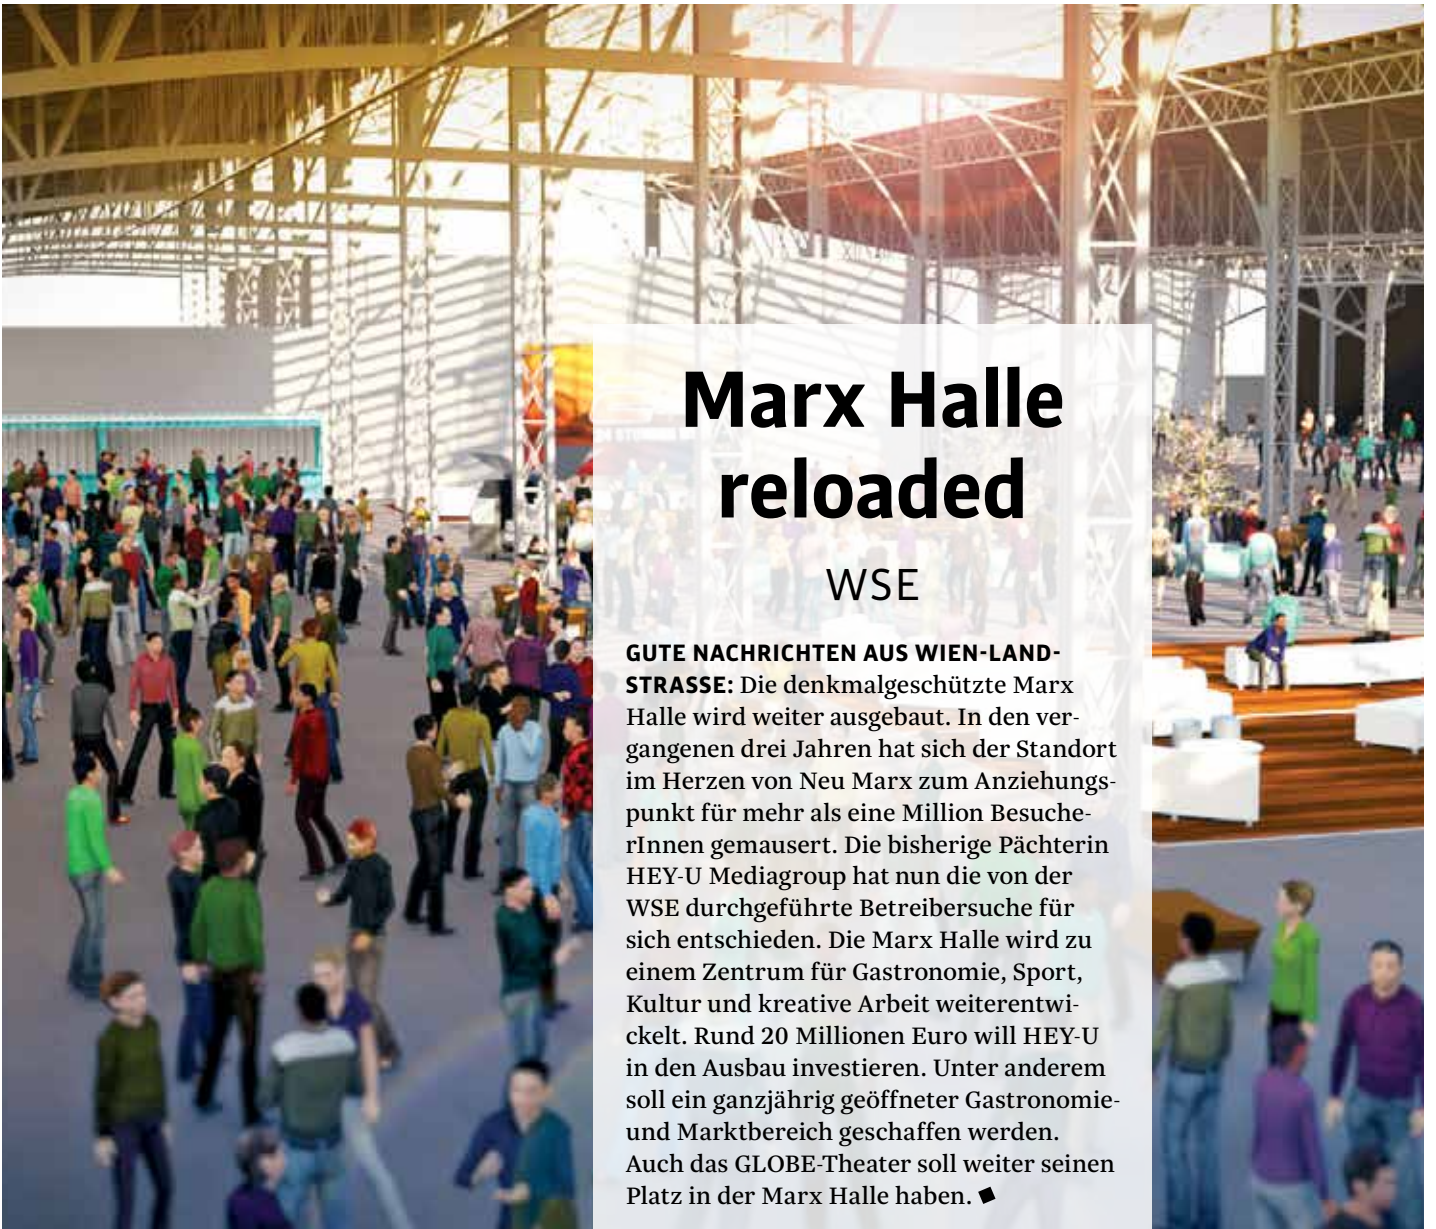 Marx Halle
reloaded
WSE
GUTE NACHRICHTEN AUS WIEN-LAND-
STRASSE: Die denkmalgeschützte Marx
Halle wird weiter ausgebaut. In den ver-
gangenen drei Jahren hat sich der Standort
im Herzen von Neu Marx zum Anziehungs-
punkt für mehr als eine Million Besuche-
rInnen gemausert. Die bisherige Pächterin
HEY-U Mediagroup hat nun die von der
WSE durchgeführte Betreibersuche für
sich entschieden. Die Marx Halle wird zu
einem Zentrum für Gastronomie, Sport,
Kultur und kreative Arbeit weiterentwi-
ckelt. Rund 20 Millionen Euro will HEY-U
in den Ausbau investieren. Unter anderem
soll ein ganzjährig geöffneter Gastronomie-
und Marktbereich geschaffen werden.
Auch das GLOBE-Theater soll weiter seinen
Platz in der Marx Halle haben.